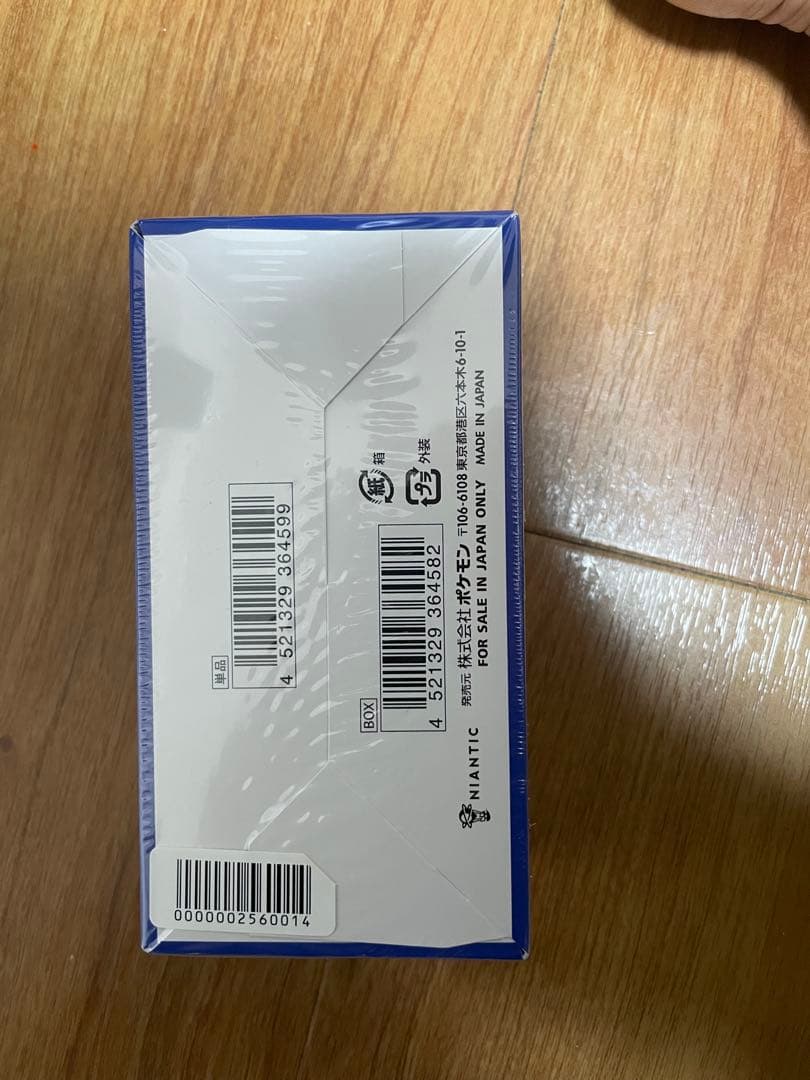 単品
4 521329 364599
BOX
4 521329 364582
紙
箱
プラ
外装
NIANTIC
発売元 株式会社ポケモン 〒106-6108 東京都港区六本木6-10-1
FOR SALE IN JAPAN ONLY MADE IN JAPAN
0000002560014